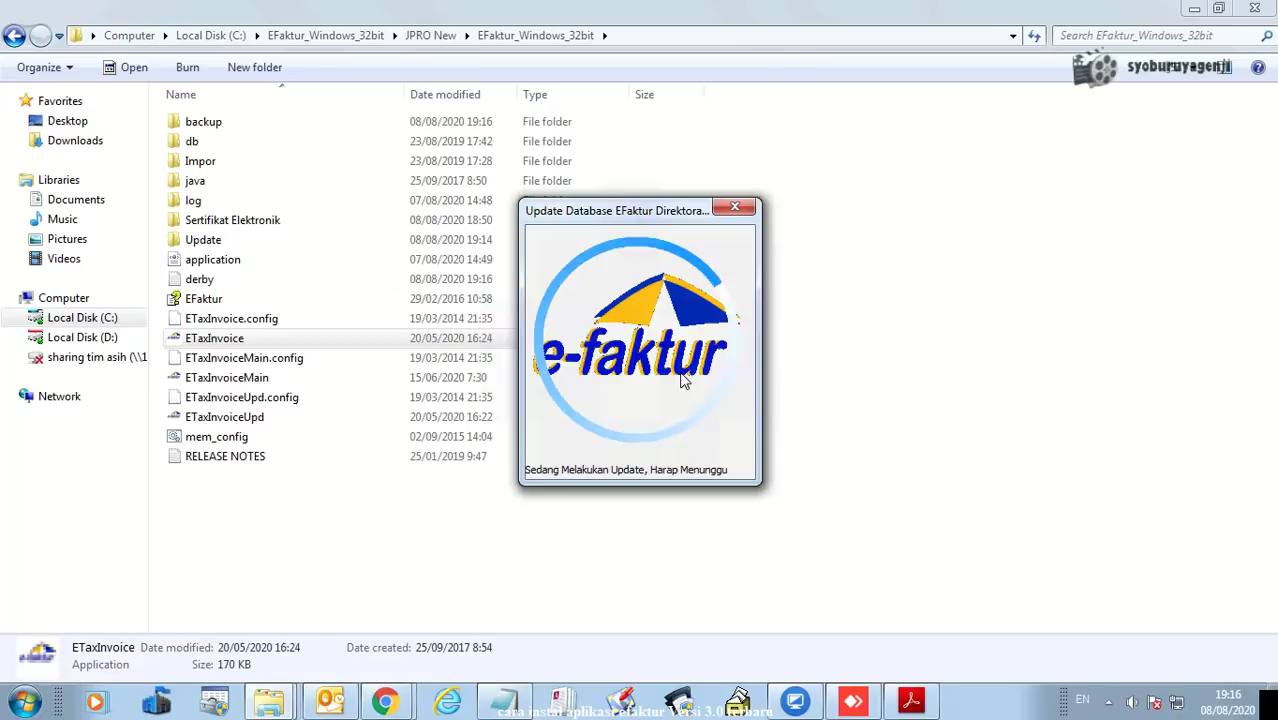 Computer Local Disk (C:) EFaktur_Windows_32bit JPRO New EFaktur_Windows_32bit Search EFaktur_Windows_32bit
Organize Open Burn New folder syoburuyagenji
Name Date modified Type Size
Favorites
Desktop
Downloads
Libraries
Documents
Music
Pictures
Videos
Computer
Local Disk (C:)
Local Disk (D:)
sharing tim asih (\\1
Network
backup 08/08/2020 19:16 File folder
db 23/08/2019 17:42 File folder
Impor 23/08/2019 17:28 File folder
java 25/09/2017 8:50 File folder
log 07/08/2020 14:48
Sertifikat Elektronik 08/08/2020 18:50
Update 08/08/2020 19:14
application 07/08/2020 14:49
derby 08/08/2020 19:16
EFaktur 29/02/2016 10:58
ETaxInvoice.config 19/03/2014 21:35
ETaxInvoice 20/05/2020 16:24
ETaxInvoiceMain.config 19/03/2014 21:35
ETaxInvoiceMain 15/06/2020 7:30
ETaxInvoiceUpd.config 19/03/2014 21:35
ETaxInvoiceUpd 20/05/2020 16:22
mem_config 02/09/2015 14:04
RELEASE NOTES 25/01/2019 9:47
Update Database EFaktur Direktora...
e-faktur
Sedang Melakukan Update, Harap Menunggu
ETaxInvoice Date modified: 20/05/2020 16:24 Date created: 25/09/2017 8:54
Application Size: 170 KB
EN 19:16
08/08/2020
cara instal aplikasi efaktur Versi 3.0 terbaru